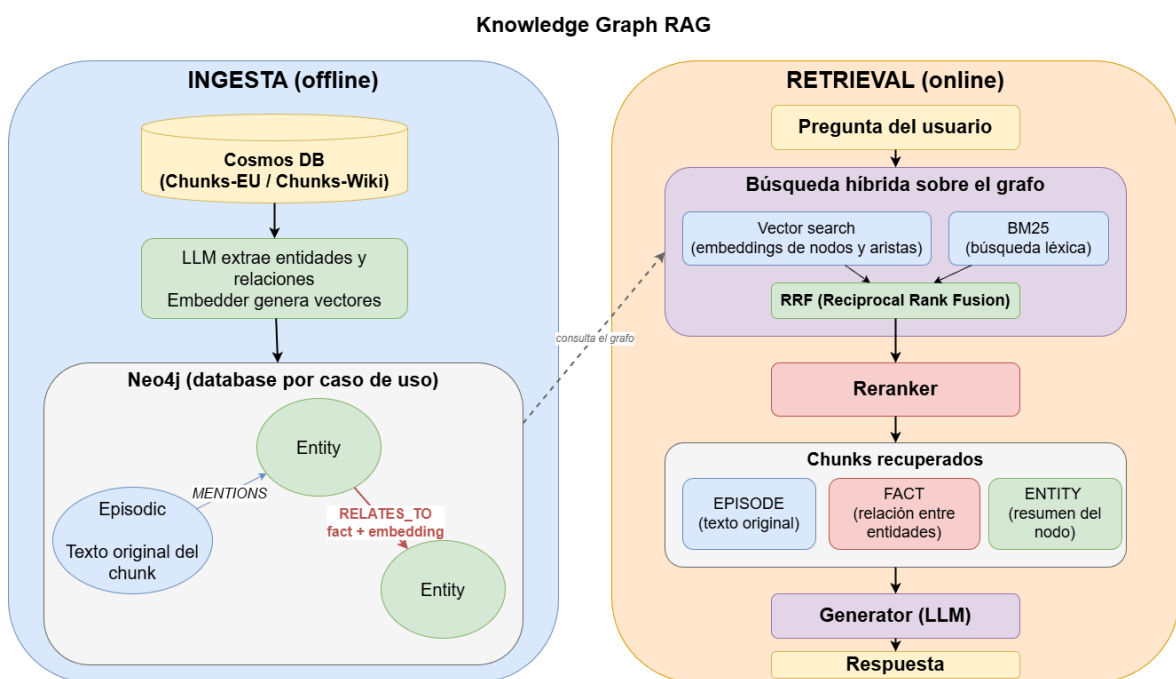 Knowledge Graph RAG
INGESTA (offline)
Cosmos DB
(Chunks-EU / Chunks-Wiki)
LLM extrae entidades y
relaciones
Embedder genera vectores
Neo4j (database por caso de uso)
Entity
MENTIONS
Episodic
Texto original del
chunk
RELATES_TO
fact + embedding
Entity
consulta el grafo
RETRIEVAL (online)
Pregunta del usuario
Búsqueda híbrida sobre el grafo
Vector search
(embeddings de nodos y aristas)
BM25
(búsqueda léxica)
RRF (Reciprocal Rank Fusion)
Reranker
Chunks recuperados
EPISODE
(texto original)
FACT
(relación entre
entidades)
ENTITY
(resumen del
nodo)
Generator (LLM)
Respuesta